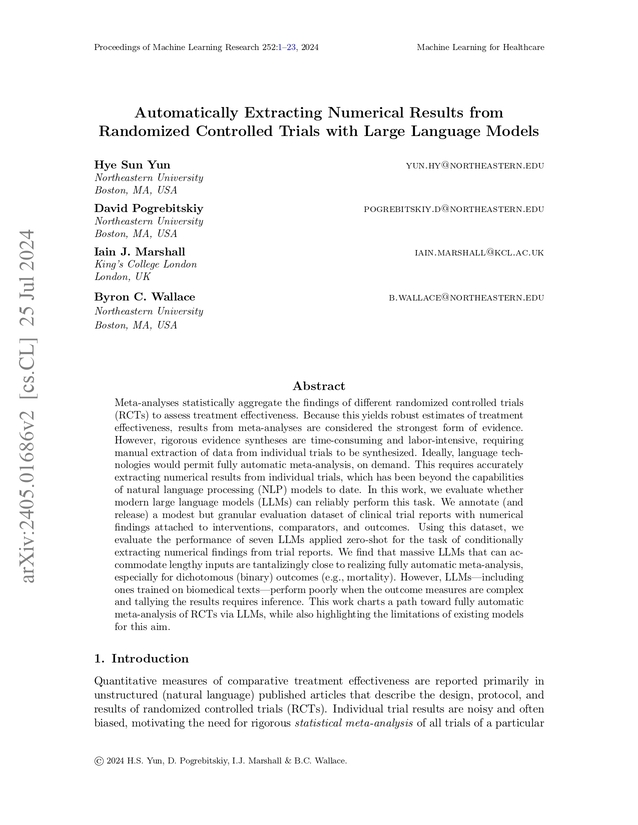 Proceedings of Machine Learning Research 252:1–23, 2024 Machine Learning for Healthcare
Automatically Extracting Numerical Results from
Randomized Controlled Trials with Large Language Models
Hye Sun Yun yun.hy@northeastern.edu
Northeastern University
Boston, MA, USA
David Pogrebitskiy pogrebitskiy.d@northeastern.edu
Northeastern University
Boston, MA, USA
Iain J. Marshall iain.marshall@kcl.ac.uk
King's College London
London, UK
Byron C. Wallace b.wallace@northeastern.edu
Northeastern University
Boston, MA, USA
Abstract
Meta-analyses statistically aggregate the findings of different randomized controlled trials
(RCTs) to assess treatment effectiveness. Because this yields robust estimates of treatment
effectiveness, results from meta-analyses are considered the strongest form of evidence.
However, rigorous evidence syntheses are time-consuming and labor-intensive, requiring
manual extraction of data from individual trials to be synthesized. Ideally, language tech-
nologies would permit fully automatic meta-analysis, on demand. This requires accurately
extracting numerical results from individual trials, which has been beyond the capabilities
of natural language processing (NLP) models to date. In this work, we evaluate whether
modern large language models (LLMs) can reliably perform this task. We annotate (and
release) a modest but granular evaluation dataset of clinical trial reports with numerical
findings attached to interventions, comparators, and outcomes. Using this dataset, we
evaluate the performance of seven LLMs applied zero-shot for the task of conditionally
extracting numerical findings from trial reports. We find that massive LLMs that can ac-
commodate lengthy inputs are tantalizingly close to realizing fully automatic meta-analysis,
especially for dichotomous (binary) outcomes (e.g., mortality). However, LLMs—including
ones trained on biomedical texts—perform poorly when the outcome measures are complex
and tallying the results requires inference. This work charts a path toward fully automatic
meta-analysis of RCTs via LLMs, while also highlighting the limitations of existing models
for this aim.
1. Introduction
Quantitative measures of comparative treatment effectiveness are reported primarily in
unstructured (natural language) published articles that describe the design, protocol, and
results of randomized controlled trials (RCTs). Individual trial results are noisy and often
biased, motivating the need for rigorous statistical meta-analysis of all trials of a particular
© 2024 H.S. Yun, D. Pogrebitskiy, I.J. Marshall & B.C. Wallace.
arXiv:2405.01686v2 [cs.CL] 25 Jul 2024